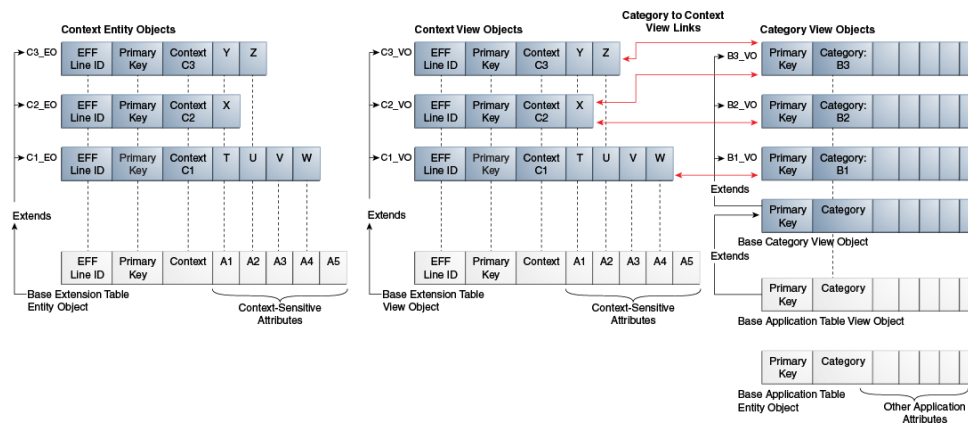 Context Entity Objects
C3_EO
EFF
Line ID
Primary
Key
Context
C3
Y
Z
C2_EO
EFF
Line ID
Primary
Key
Context
C2
X
C1_EO
EFF
Line ID
Primary
Key
Context
C1
T
U
V
W
Extends
EFF
Line ID
Primary
Key
Context
A1
A2
A3
A4
A5
Base Extension Table
Entity Object
Context-Sensitive
Attributes
Context View Objects
C3_VO
EFF
Line ID
Primary
Key
Context
C3
Y
Z
C2_VO
EFF
Line ID
Primary
Key
Context
C2
X
C1_VO
EFF
Line ID
Primary
Key
Context
C1
T
U
V
W
Extends
EFF
Line ID
Primary
Key
Context
A1
A2
A3
A4
A5
Base Extension Table
View Object
Context-Sensitive
Attributes
Category to Context
View Links
Category View Objects
B3_VO
Primary
Key
Category:
B3
B2_VO
Primary
Key
Category:
B2
B1_VO
Primary
Key
Category:
B1
Extends
Primary
Key
Category
Base Category View Object
Extends
Primary
Key
Category
Base Application Table View Object
Primary
Key
Category
Base Application Table
Entity Object
Other Application
Attributes